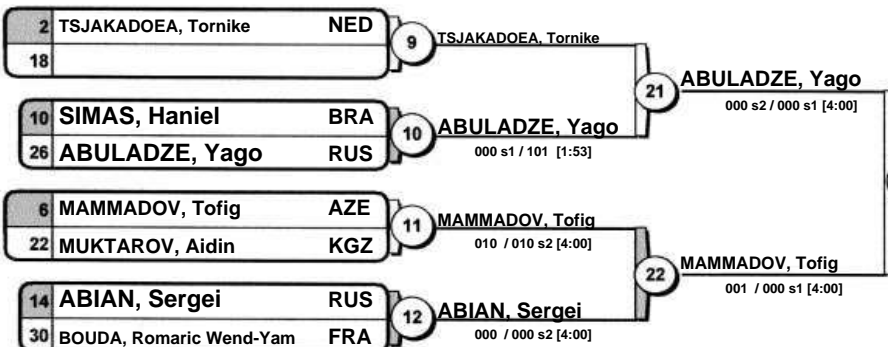 2 TSJAKADOEA, Tornike NED
18
9
TSJAKADOEA, Tornike
10 SIMAS, Haniel BRA
26 ABULADZE, Yago RUS
10
ABULADZE, Yago
000 s1 / 101 [1:53]
21
ABULADZE, Yago
000 s2 / 000 s1 [4:00]
6 MAMMADOV, Tofig AZE
22 MUKTAROV, Aidin KGZ
11
MAMMADOV, Tofig
010 / 010 s2 [4:00]
14 ABIAN, Sergei RUS
30 BOUDA, Romaric Wend-Yam FRA
12
ABIAN, Sergei
000 / 000 s2 [4:00]
22
MAMMADOV, Tofig
001 / 000 s1 [4:00]